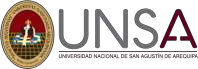 UNSA
UNIVERSIDAD NACIONAL DE SAN AGUSTÍN DE AREQUIPA